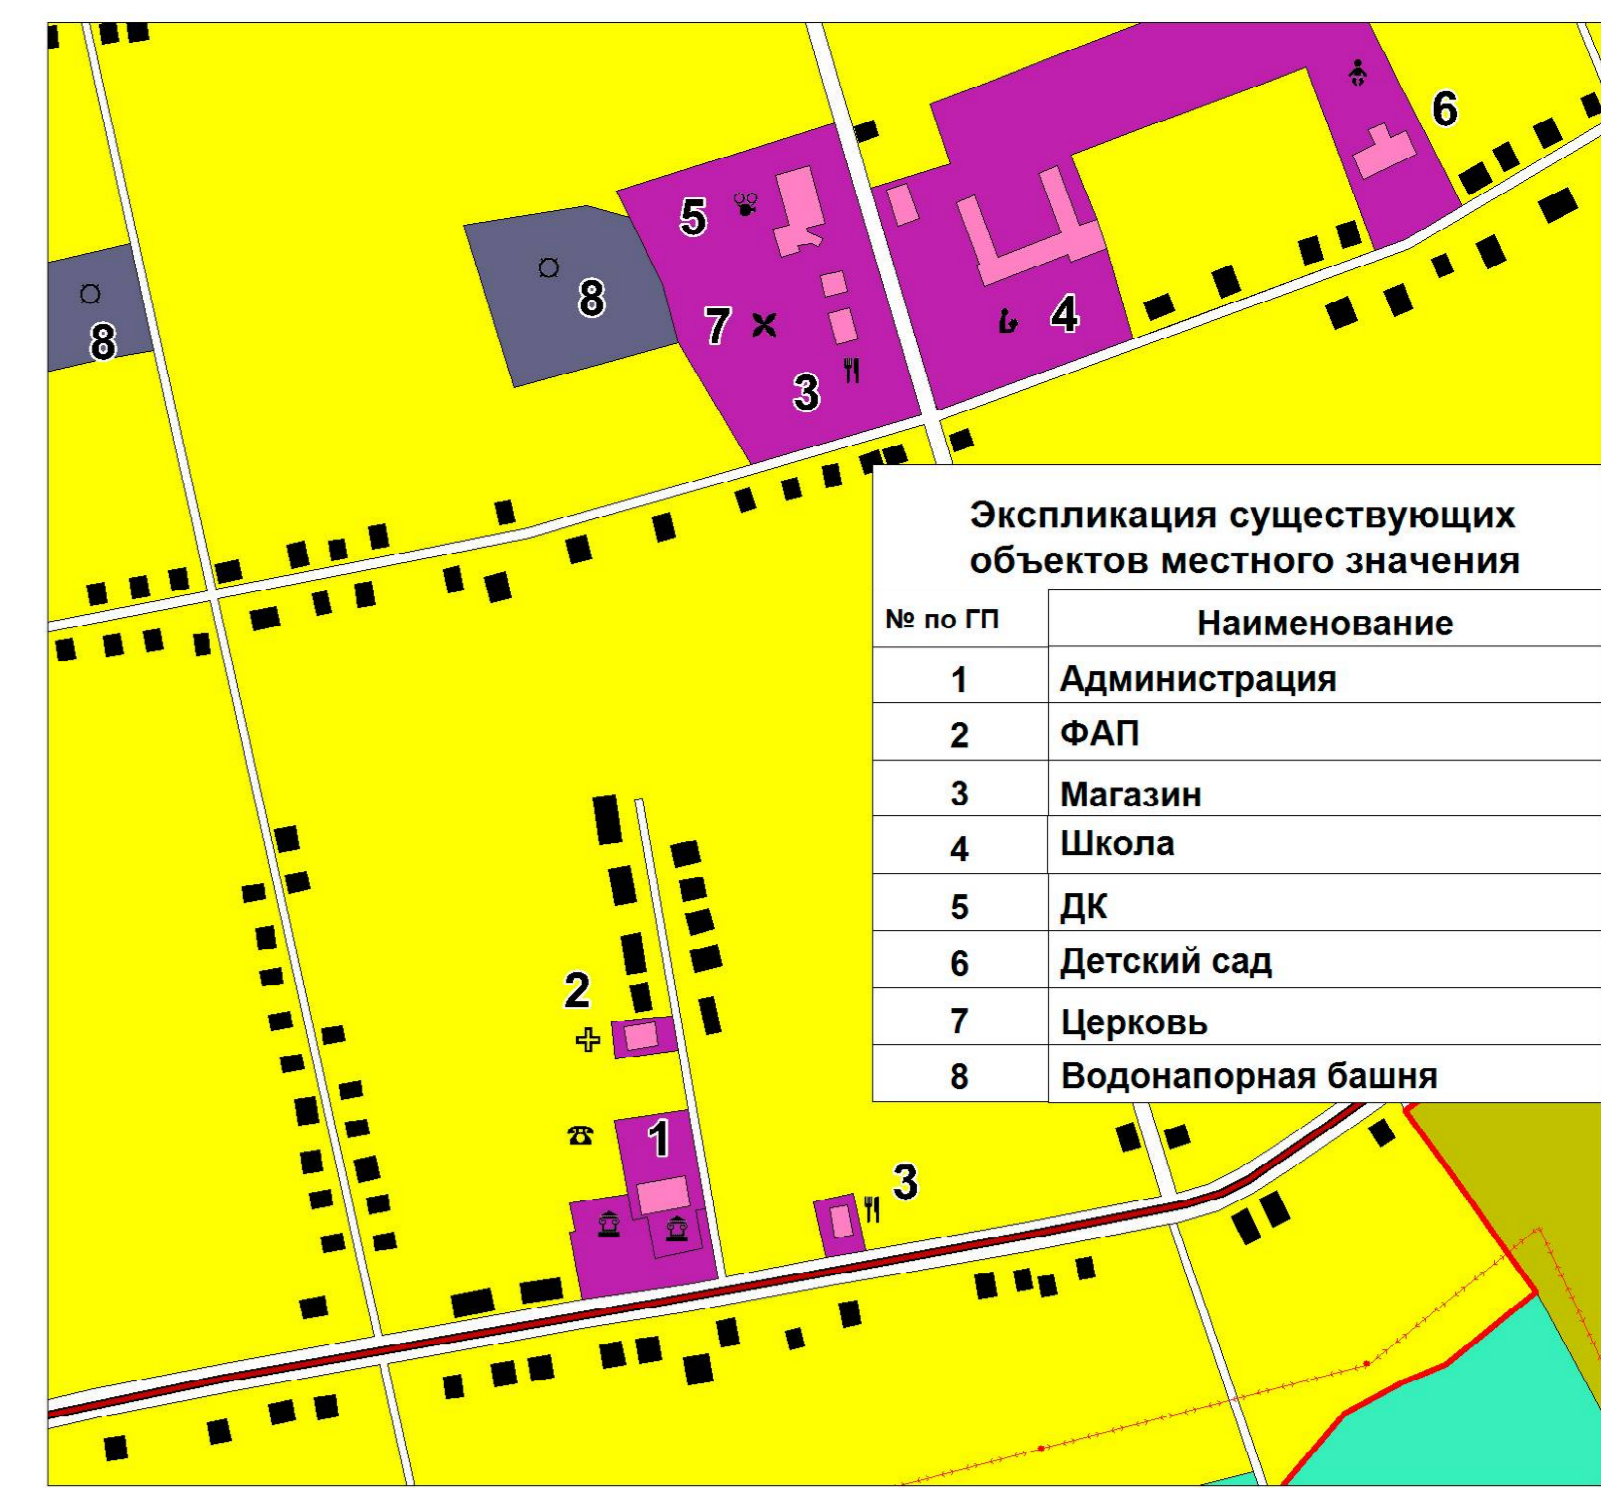 6
5
8
8
7
4
3
Экспликация существующих
объектов местного значения
№ по ГП Наименование
1 Администрация
2 ФАП
3 Магазин
4 Школа
5 ДК
6 Детский сад
7 Церковь
8 Водонапорная башня
2
1
3